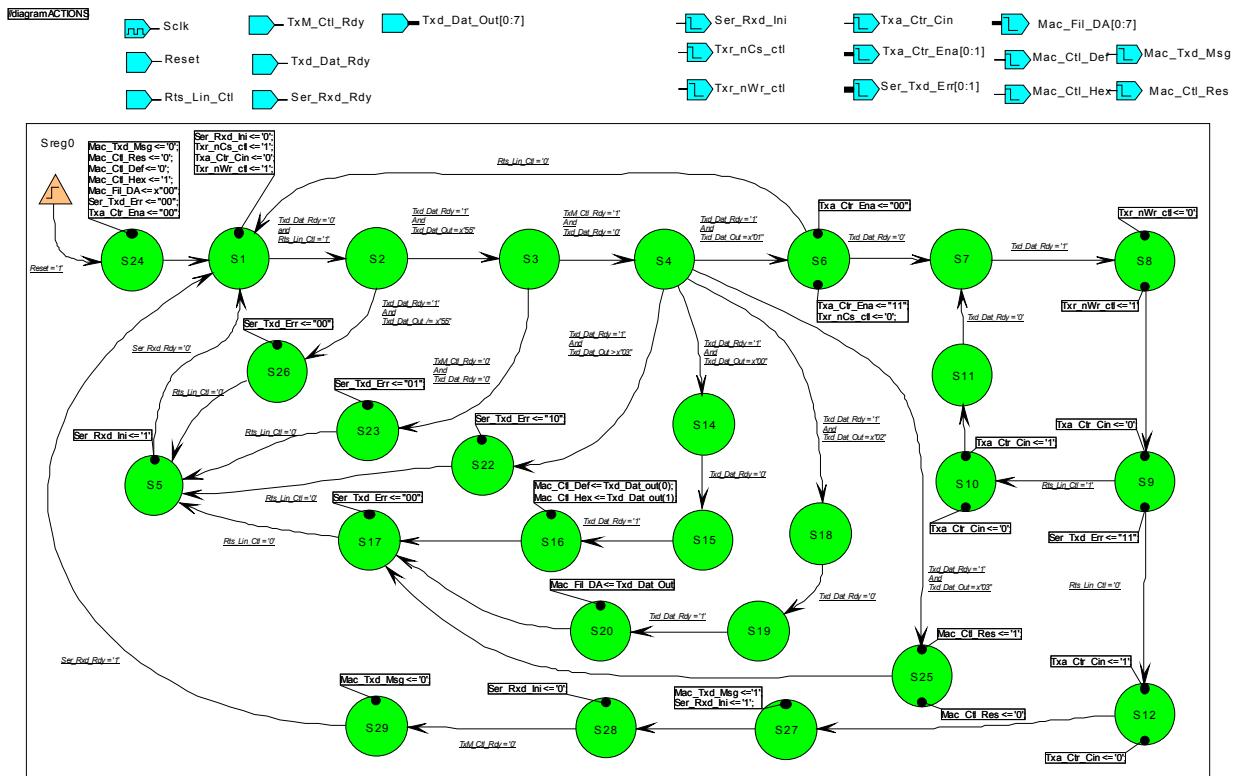 #diagram ACTIONS
Sclk
TxM_Ctl_Rdy
Txd_Dat_Out[0:7]
Reset
Txd_Dat_Rdy
Rts_Lin_Ctl
Ser_Rxd_Rdy
Ser_Rxd_Ini
Txa_Ctr_Cin
Mac_Fil_DA[0:7]
Txr_nCs_ctl
Txa_Ctr_Ena[0:1]
Mac_Ctl_Def
Mac_Txd_Msg
Txr_nWr_ctl
Ser_Txd_Err[0:1]
Mac_Ctl_Hex
Mac_Ctl_Res
Sreg0
Mac_Txd_Msg <='0';
Mac_Ctl_Res <='0';
Mac_Ctl_Def <='0';
Mac_Ctl_Hex <='1';
Mac_Fil_DA <= x"00";
Ser_Txd_Err <= "00";
Txa_Ctr_Ena <="00";
Ser_Rxd_Ini <= '0';
Txr_nCs_ctl <='1';
Txa_Ctr_Cin <='0';
Txr_nWr_ctl <='1';
Rts_Lin_Ctl = '0'
Reset = '1'
S24
S1
Txd_Dat_Rdy = '0'
and
Rts_Lin_Ctl = '1'
S2
Txd_Dat_Rdy = '1'
And
Txd_Dat_Out = x"55"
S3
TxM_Ctl_Rdy = '1'
And
Txd_Dat_Rdy = '0'
S4
Txd_Dat_Rdy = '1'
And
Txd_Dat_Out = x"01"
Txa_Ctr_Ena <="00"
S6
Txa_Ctr_Ena <="11";
Txr_nCs_ctl <='0';
Txd_Dat_Rdy = '0'
S7
Txd_Dat_Rdy = '1'
Txr_nWr_ctl <='0'
S8
Txr_nWr_ctl <='1'
Ser_Rxd_Rdy = '0'
Ser_Txd_Err <= "00"
S26
Txd_Dat_Rdy = '1'
And
Txd_Dat_Out /= x"55"
Rts_Lin_Ctl = '0'
TxM_Ctl_Rdy = '0'
And
Txd_Dat_Rdy = '0'
Ser_Txd_Err <= "01"
S23
Rts_Lin_Ctl = '0'
Txd_Dat_Rdy = '1'
And
Txd_Dat_Out > x"03"
Ser_Txd_Err <= "10"
S22
Rts_Lin_Ctl = '0'
Txd_Dat_Rdy = '1'
And
Txd_Dat_Out = x"00"
S14
Txd_Dat_Rdy = '0'
S15
Txd_Dat_Rdy = '1'
Mac_Ctl_Def<=Txd_Dat_out(0);
Mac_Ctl_Hex <=Txd_Dat_out(1);
S16
Ser_Txd_Err <= "00"
S17
Rts_Lin_Ctl = '0'
Ser_Rxd_Ini <= '1'
S5
Txd_Dat_Rdy = '1'
And
Txd_Dat_Out = x"02"
S18
Txd_Dat_Rdy = '0'
S19
Txd_Dat_Rdy = '1'
Mac_Fil_DA<=Txd_Dat_Out
S20
Txd_Dat_Rdy = '1'
And
Txd_Dat_Out = x"03"
Mac_Ctl_Res <='1'
S25
Mac_Ctl_Res <='0'
Txd_Dat_Rdy = '0'
S11
Txa_Ctr_Cin <='1'
S10
Txa_Ctr_Cin <='0'
Rts_Lin_Ctl = '1'
Txa_Ctr_Cin <='0'
S9
Ser_Txd_Err <= "11"
Rts_Lin_Ctl = '0'
Txa_Ctr_Cin <='1'
S12
Txa_Ctr_Cin <='0'
Mac_Txd_Msg <='1'
Ser_Rxd_Ini <= '1';
S27
Ser_Rxd_Ini <= '0'
S28
TxM_Ctl_Rdy = '0'
Mac_Txd_Msg <='0'
S29
Ser_Rxd_Rdy = '1'